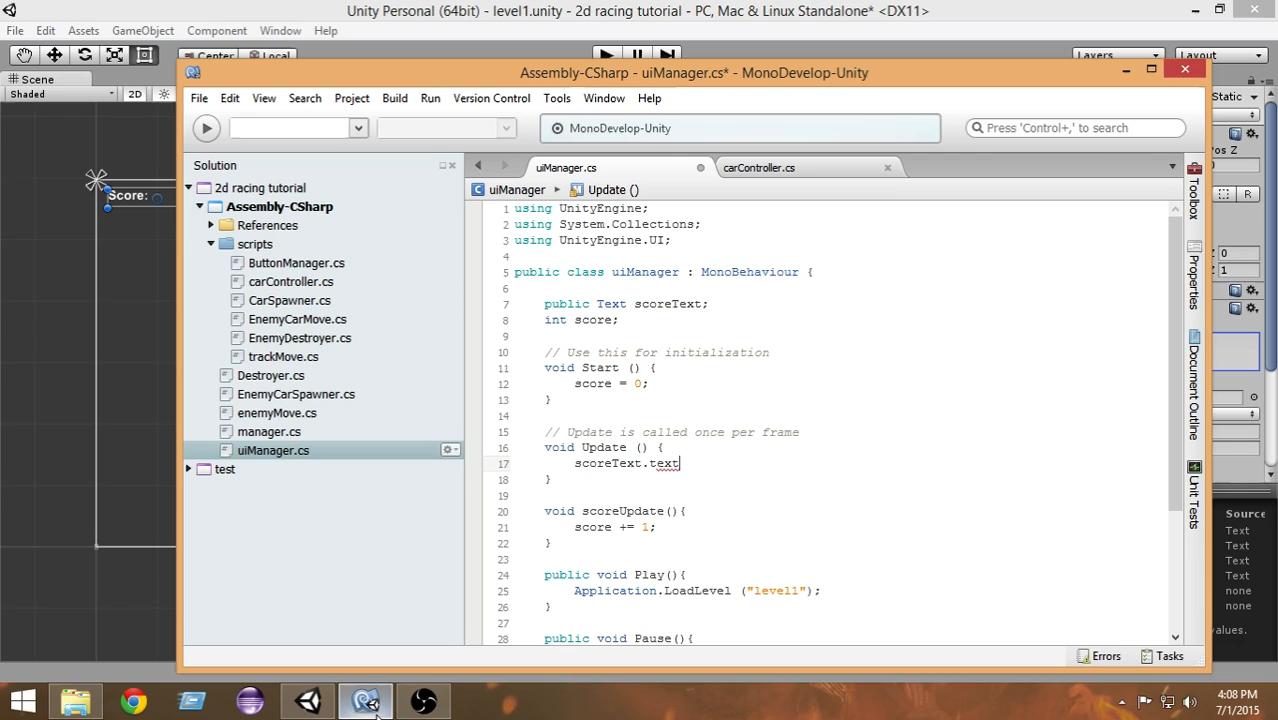 Unity Personal (64bit) - level1.unity - 2d racing tutorial - PC, Mac & Linux Standalone* <DX11>
File Edit Assets GameObject Component Window Help
Center Local Layers Layout
Scene
Shaded 2D
Static
Pos Z
0
R
Z 0
Z 1
Score:
Source
Text
Text
Text
Text
none
none
values.
Assembly-CSharp - uiManager.cs* - MonoDevelop-Unity
File Edit View Search Project Build Run Version Control Tools Window Help
MonoDevelop-Unity
Press 'Control+,' to search
Solution
2d racing tutorial
Assembly-CSharp
References
scripts
ButtonManager.cs
carController.cs
CarSpawner.cs
EnemyCarMove.cs
EnemyDestroyer.cs
trackMove.cs
Destroyer.cs
EnemyCarSpawner.cs
enemyMove.cs
manager.cs
uiManager.cs
test
uiManager.cs carController.cs
uiManager Update ()
1 using UnityEngine;
2 using System.Collections;
3 using UnityEngine.UI;
4
5 public class uiManager : MonoBehaviour {
6
7 public Text scoreText;
8 int score;
9
10 // Use this for initialization
11 void Start () {
12 score = 0;
13 }
14
15 // Update is called once per frame
16 void Update () {
17 scoreText.text
18 }
19
20 void scoreUpdate(){
21 score += 1;
22 }
23
24 public void Play(){
25 Application.LoadLevel ("level1");
26 }
27
28 public void Pause(){
Toolbox
Properties
Document Outline
Unit Tests
Errors Tasks
4:08 PM
7/1/2015